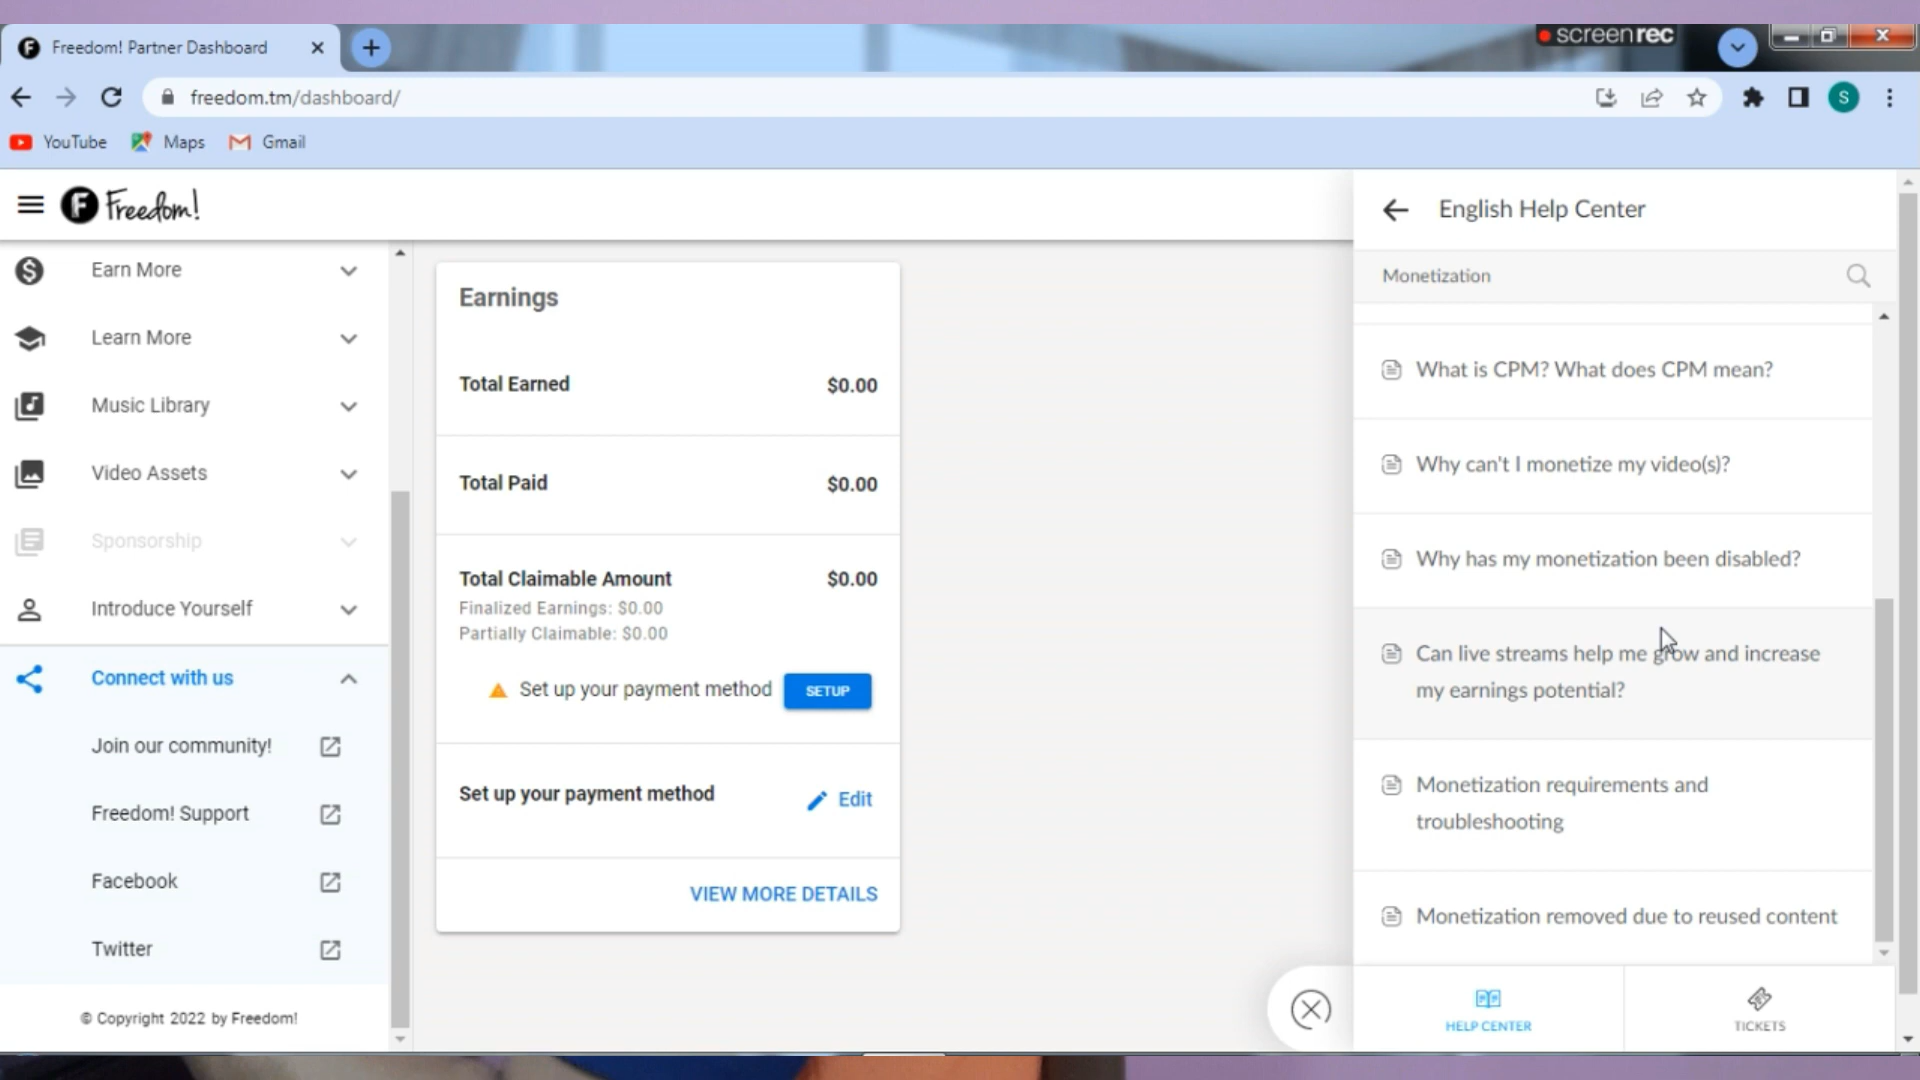 Freedom! Partner Dashboard
screenrec
freedom.tm/dashboard/
S
YouTube
Maps
Gmail
F Freedom!
Earn More
Learn More
Music Library
Video Assets
Sponsorship
Introduce Yourself
Connect with us
Join our community!
Freedom! Support
Facebook
Twitter
© Copyright 2022 by Freedom!
Earnings
Total Earned $0.00
Total Paid $0.00
Total Claimable Amount $0.00
Finalized Earnings: $0.00
Partially Claimable: $0.00
Set up your payment method SETUP
Set up your payment method Edit
VIEW MORE DETAILS
English Help Center
Monetization
What is CPM? What does CPM mean?
Why can't I monetize my video(s)?
Why has my monetization been disabled?
Can live streams help me grow and increase
my earnings potential?
Monetization requirements and
troubleshooting
Monetization removed due to reused content
HELP CENTER
TICKETS